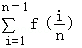 n − 1
∑ f (i/n)
i = 1